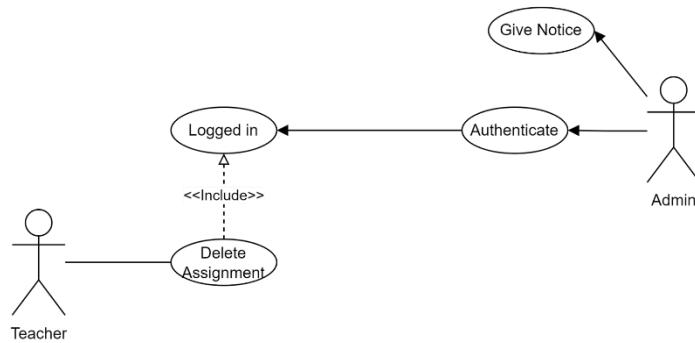 Give Notice
Logged in
Authenticate
<<Include>>
Admin
Delete
Assignment
Teacher